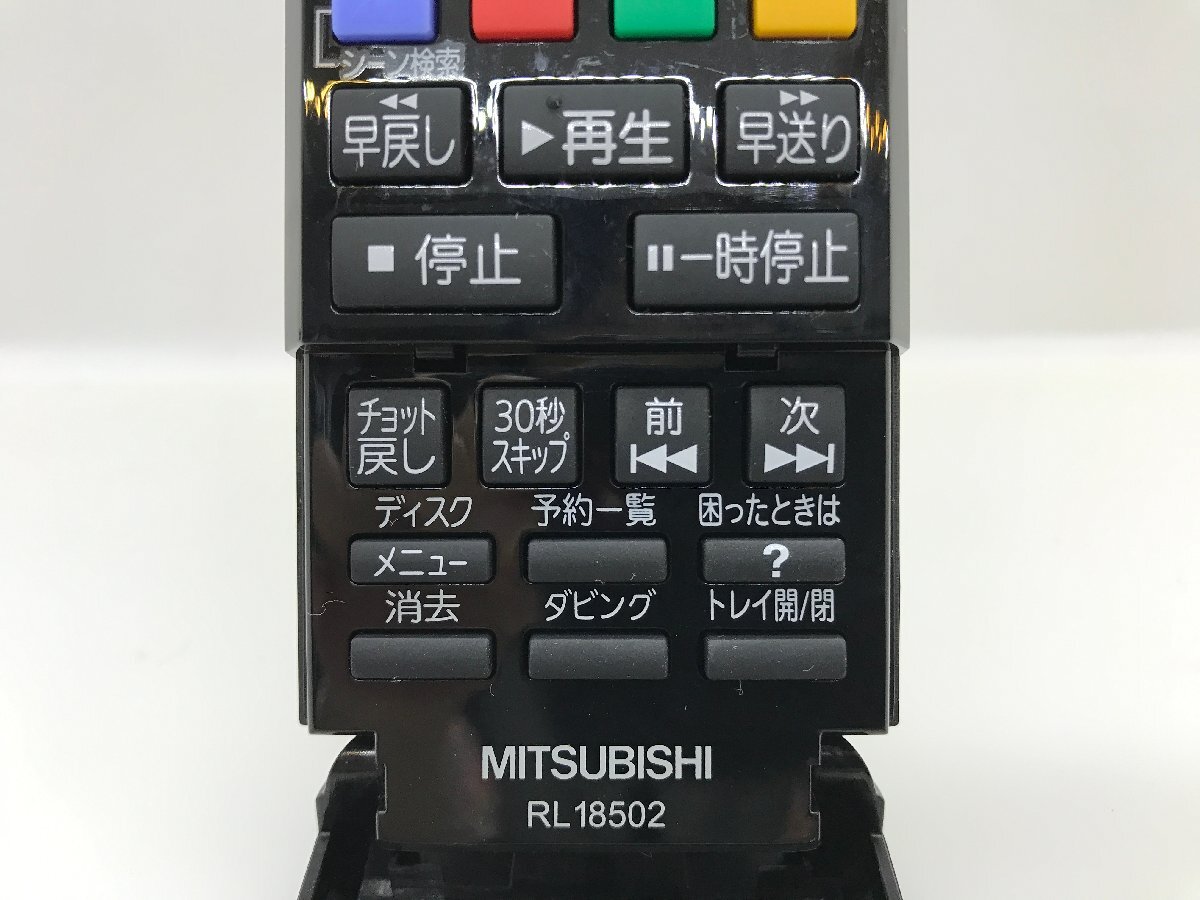 シーン検索
早戻し
再生
早送り
停止
一時停止
チョット
戻し
30秒
スキップ
前
次
ディスク
予約一覧
困ったときは
メニュー
?
消去
ダビング
トレイ開/閉
MITSUBISHI
RL18502